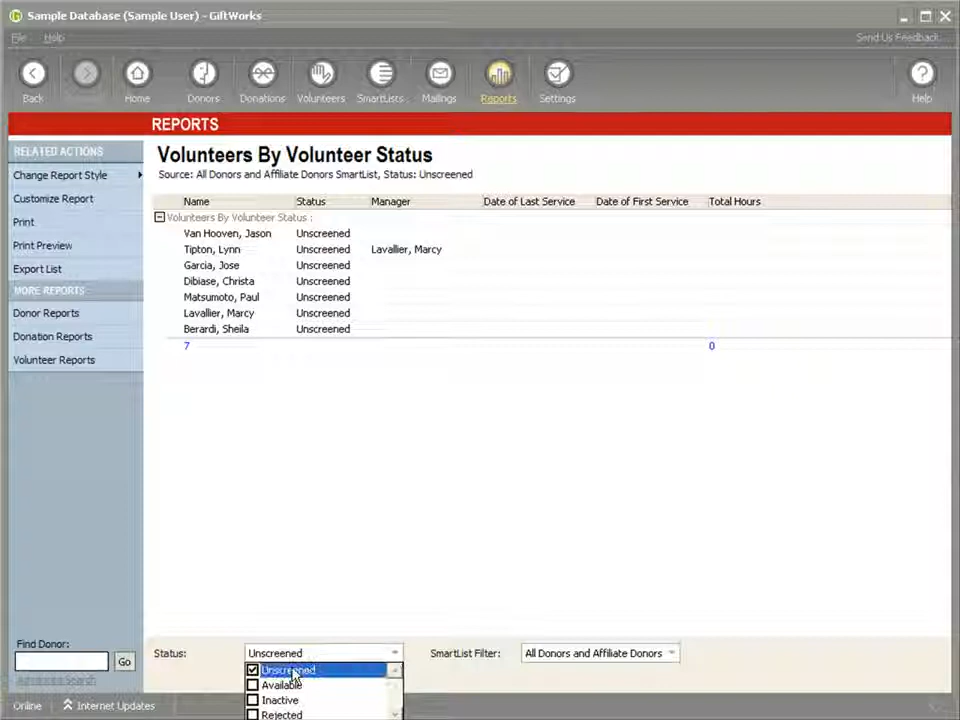 Sample Database (Sample User) - GiftWorks
File Help Send Us Feedback...
Back Home Donors Donations Volunteers SmartLists Mailings Reports Settings Help
REPORTS
RELATED ACTIONS
Change Report Style
Customize Report
Print
Print Preview
Export List
MORE REPORTS
Donor Reports
Donation Reports
Volunteer Reports
Volunteers By Volunteer Status
Source: All Donors and Affiliate Donors SmartList, Status: Unscreened
Name Status Manager Date of Last Service Date of First Service Total Hours
Volunteers By Volunteer Status :
Van Hooven, Jason Unscreened
Tipton, Lynn Unscreened Lavallier, Marcy
Garcia, Jose Unscreened
Dibiase, Christa Unscreened
Matsumoto, Paul Unscreened
Lavallier, Marcy Unscreened
Berardi, Sheila Unscreened
7 0
Find Donor:
Go
Advanced Search
Status: Unscreened SmartList Filter: All Donors and Affiliate Donors
Unscreened
Available
Inactive
Rejected
Online Internet Updates